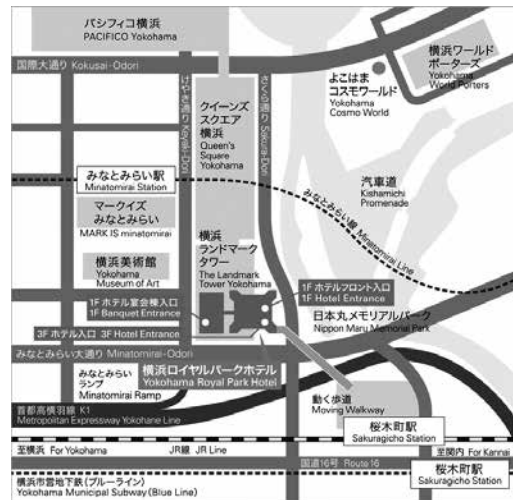 パシフィコ横浜
PACIFICO Yokohama
国際大通り Kokusai-Odori
横浜ワールド
ポーターズ
Yokohama
World Porters
よこはま
コスモワールド
Yokohama
Cosmo World
けやき通り Keyaki-Dori
さくら通り Sakura-Dori
クイーンズ
スクエア
横浜
Queen's
Square
Yokohama
みなとみらい駅
Minatomirai Station
みなとみらい線 Minatomirai Line
汽車道
Kishamichi
Promenade
マークイズ
みなとみらい
MARK IS minatomirai
横浜美術館
Yokohama
Museum of Art
横浜
ランドマーク
タワー
The Landmark
Tower Yokohama
1F ホテルフロント入口
1F Hotel Entrance
1F ホテル宴会棟入口
1F Banquet Entrance
日本丸メモリアルパーク
Nippon Maru Memorial Park
3F ホテル入口 3F Hotel Entrance
みなとみらい大通り Minatomirai-Odori
横浜ロイヤルパークホテル
Yokohama Royal Park Hotel
みなとみらい
ランプ
Minatomirai Ramp
動く歩道
Moving Walkway
首都高横羽線 K1
Metropolitan Expressway Yokohane Line
桜木町駅
Sakuragicho Station
至横浜 For Yokohama
JR線 JR Line
至関内 For Kannai
国道16号 Route16
横浜市営地下鉄(ブルーライン)
Yokohama Municipal Subway (Blue Line)
桜木町駅
Sakuragicho Station